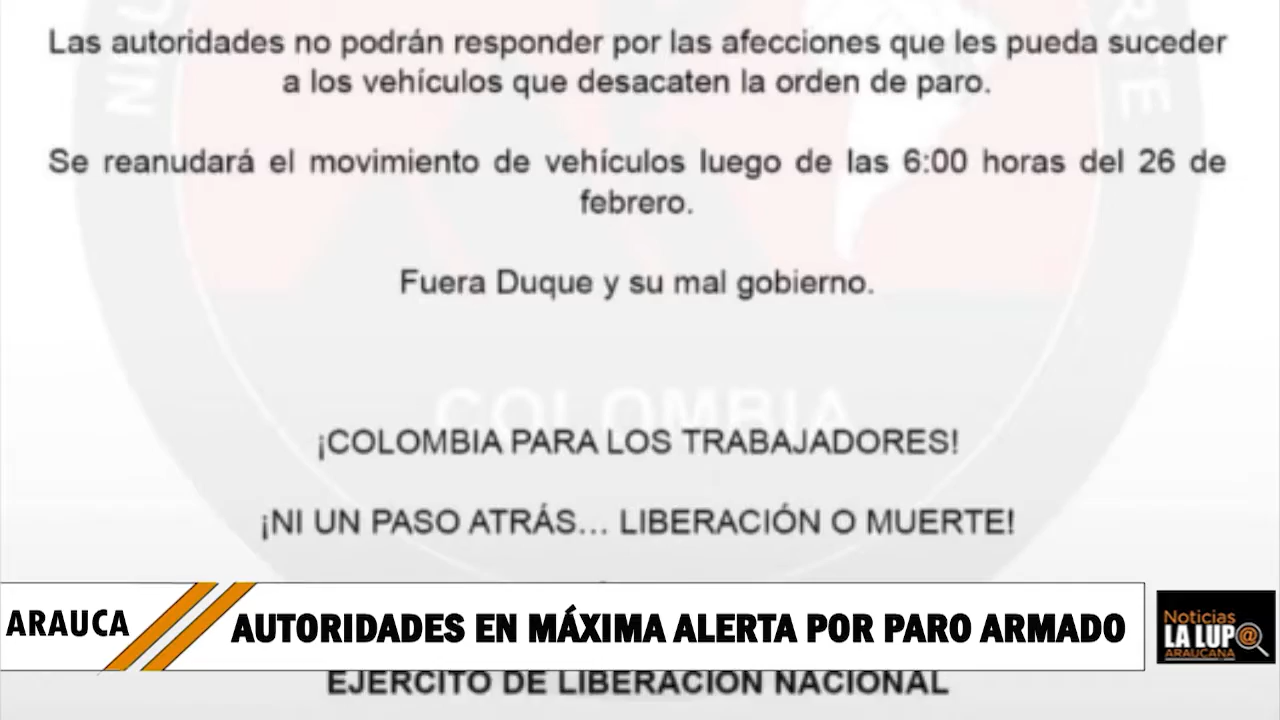 Las autoridades no podrán responder por las afecciones que les pueda suceder
a los vehículos que desacaten la orden de paro.
Se reanudará el movimiento de vehículos luego de las 6:00 horas del 26 de
febrero.
Fuera Duque y su mal gobierno.
COLOMBIA
¡COLOMBIA PARA LOS TRABAJADORES!
¡NI UN PASO ATRÁS... LIBERACIÓN O MUERTE!
ARAUCA
AUTORIDADES EN MÁXIMA ALERTA POR PARO ARMADO
Noticias
LA LUP@
ARAUCANA
EJÉRCITO DE LIBERACIÓN NACIONAL